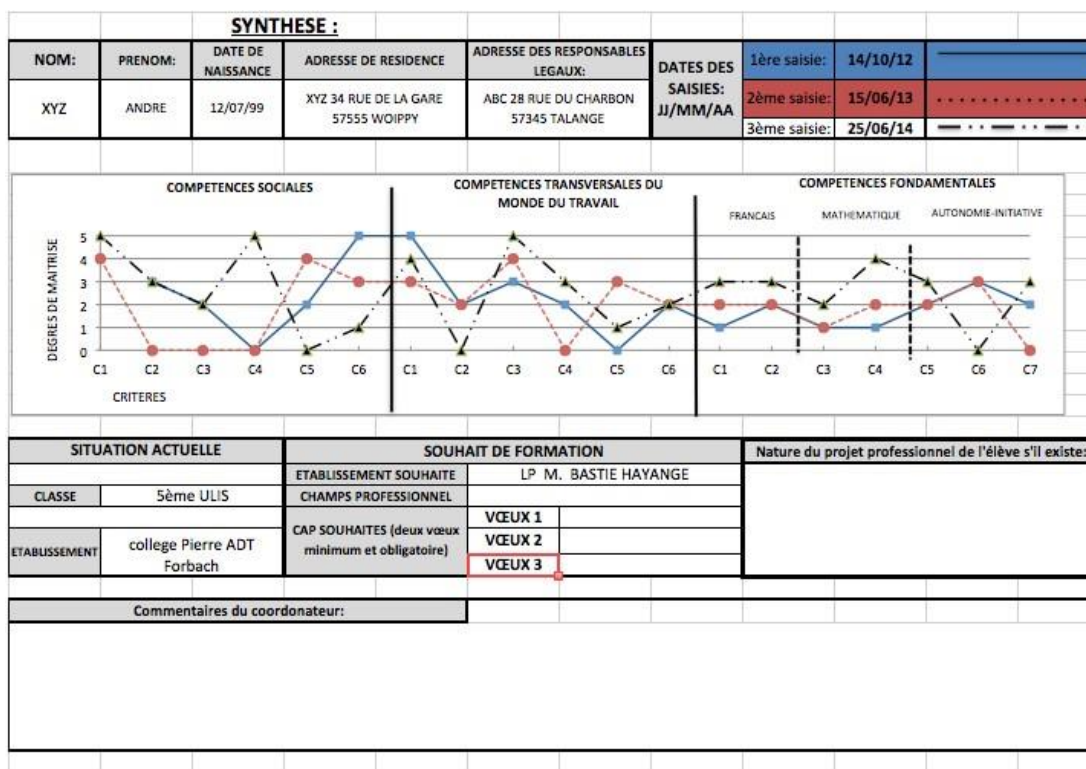 SYNTHESE :
NOM:
PRENOM:
DATE DE
NAISSANCE
ADRESSE DE RESIDENCE
ADRESSE DES RESPONSABLES
LEGAUX:
DATES DES
SAISIES:
JJ/MM/AA
1ère saisie: 14/10/12
2ème saisie: 15/06/13
3ème saisie: 25/06/14
XYZ
ANDRE
12/07/99
XYZ 34 RUE DE LA GARE
57555 WOIPPY
ABC 28 RUE DU CHARBON
57345 TALANGE
COMPETENCES SOCIALES
COMPETENCES TRANSVERSALES DU
MONDE DU TRAVAIL
COMPETENCES FONDAMENTALES
FRANCAIS
MATHEMATIQUE
AUTONOMIE-INITIATIVE
DEGRES DE MAITRISE
5
4
3
2
1
0
C1 C2 C3 C4 C5 C6 C1 C2 C3 C4 C5 C6 C1 C2 C3 C4 C5 C6 C7
CRITERES
SITUATION ACTUELLE
CLASSE
5ème ULIS
ETABLISSEMENT
college Pierre ADT
Forbach
SOUHAIT DE FORMATION
ETABLISSEMENT SOUHAITE
LP M. BASTIE HAYANGE
CHAMPS PROFESSIONNEL
CAP SOUHAITES (deux vœux
minimum et obligatoire)
VŒUX 1
VŒUX 2
VŒUX 3
Nature du projet professionnel de l'élève s'il existe:
Commentaires du coordonateur: